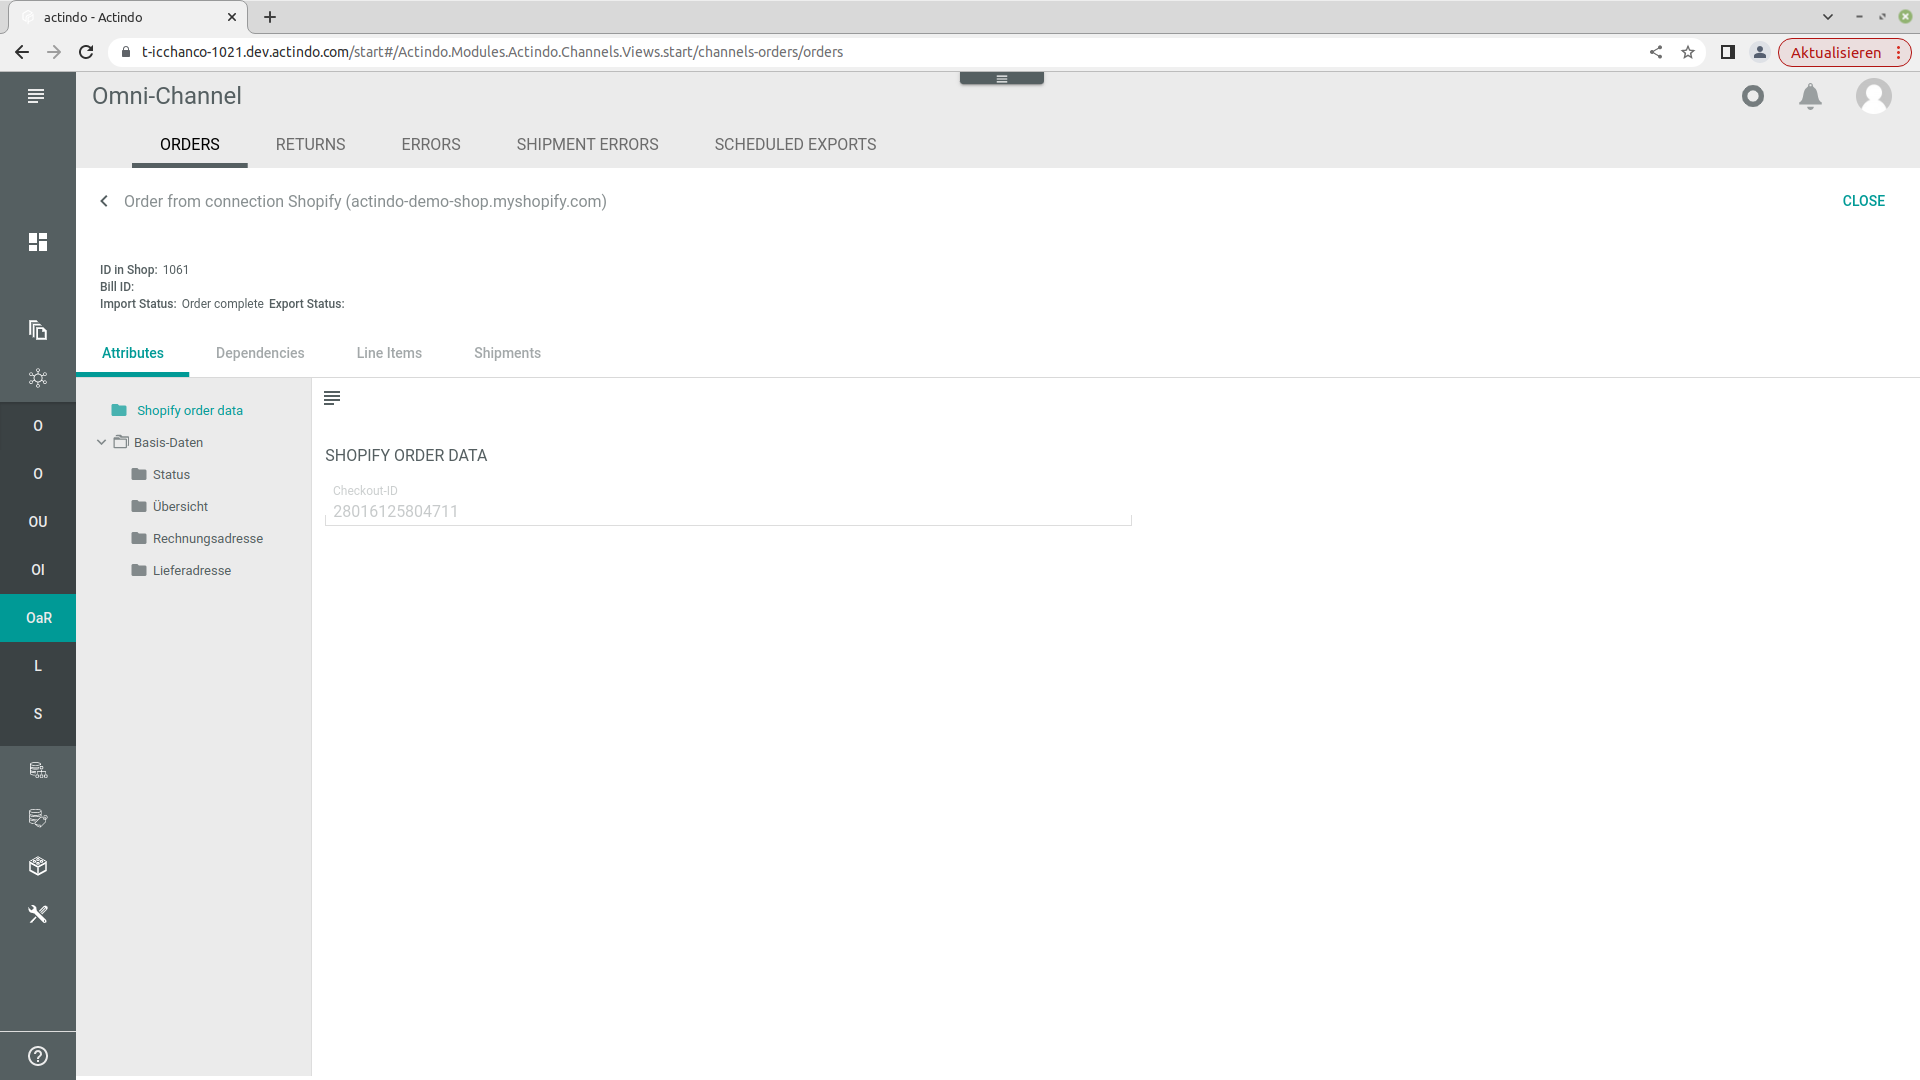 actindo - Actindo
t-icchanco-1021.dev.actindo.com/start#/Actindo.Modules.Actindo.Channels.Views.start/channels-orders/orders
Aktualisieren
Omni-Channel
ORDERS RETURNS ERRORS SHIPMENT ERRORS SCHEDULED EXPORTS
Order from connection Shopify (actindo-demo-shop.myshopify.com)
CLOSE
ID in Shop: 1061
Bill ID:
Import Status: Order complete Export Status:
Attributes Dependencies Line Items Shipments
Shopify order data
Basis-Daten
Status
Übersicht
Rechnungsadresse
Lieferadresse
SHOPIFY ORDER DATA
Checkout-ID
28016125804711
O
O
OU
OI
OaR
L
S